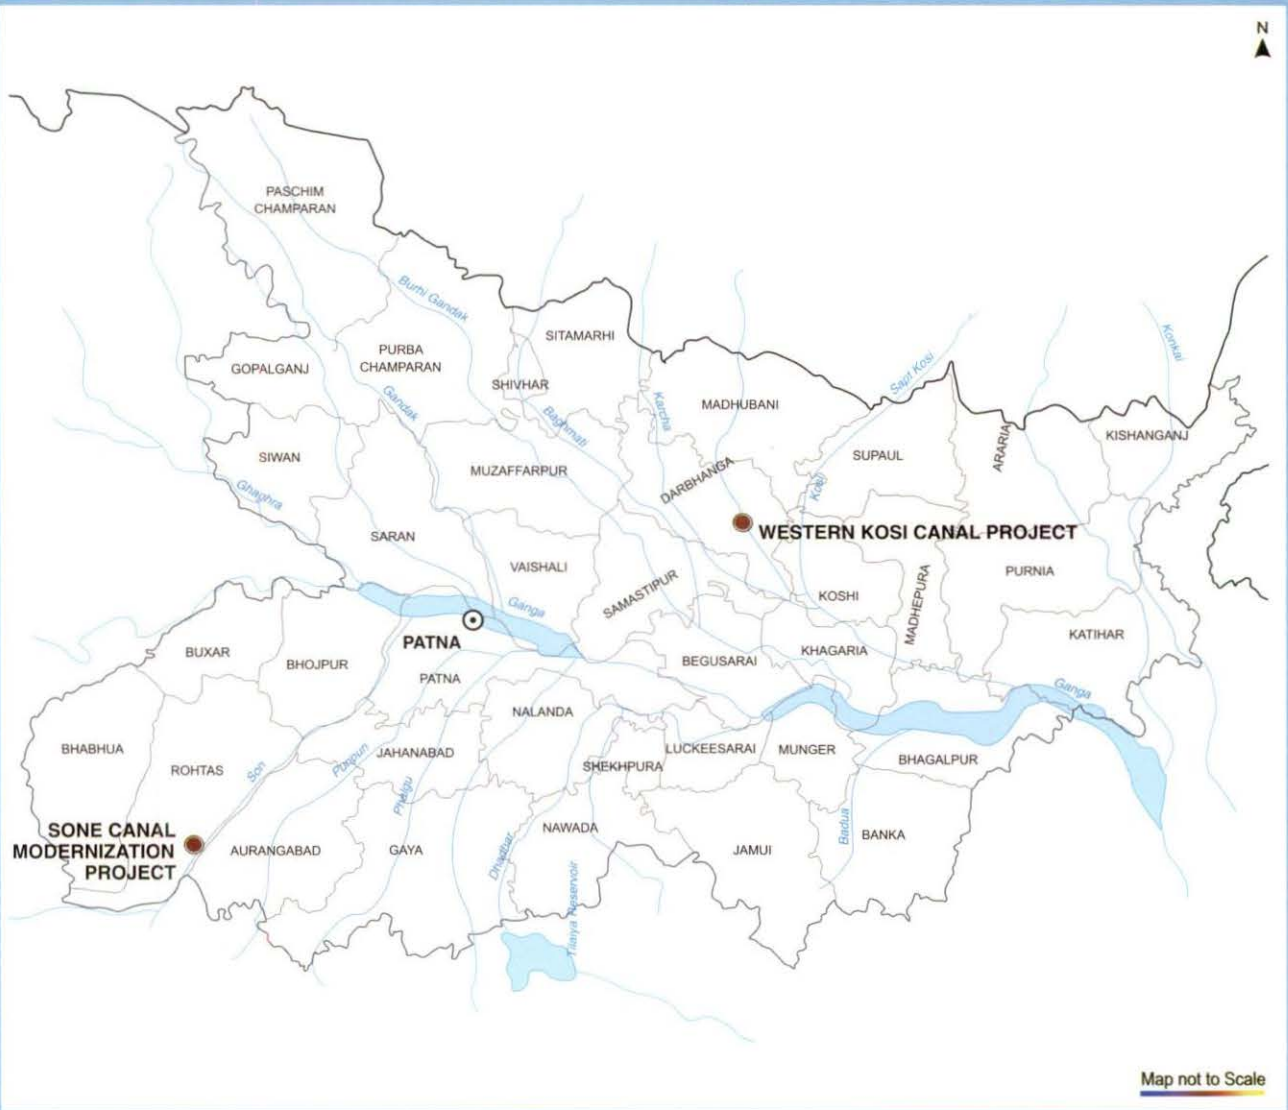 N
PASCHIM
CHAMPARAN
Burhi Gandak
SITAMARHI
Konkai
PURBA
CHAMPARAN
GOPALGANJ
SHIVHAR
Sapt Kosi
Gandak
Karcha
Baghmati
MADHUBANI
ARARIA
KISHANGANJ
SIWAN
MUZAFFARPUR
DARBHANGA
SUPAUL
Kosi
Ghaghra
SARAN
WESTERN KOSI CANAL PROJECT
VAISHALI
SAMASTIPUR
PURNIA
KOSHI
MADHEPURA
Ganga
PATNA
KATIHAR
BUXAR
BHOJPUR
BEGUSARAI
KHAGARIA
PATNA
Ganga
NALANDA
BHABHUA
ROHTAS
Son
Punpun
JAHANABAD
SHEKHPURA
LUCKEESARAI
MUNGER
BHAGALPUR
Phalgu
SONE CANAL
MODERNIZATION
PROJECT
AURANGABAD
GAYA
Dhadhar
NAWADA
JAMUI
Badua
BANKA
Tilaiya Reservoir
Map not to Scale